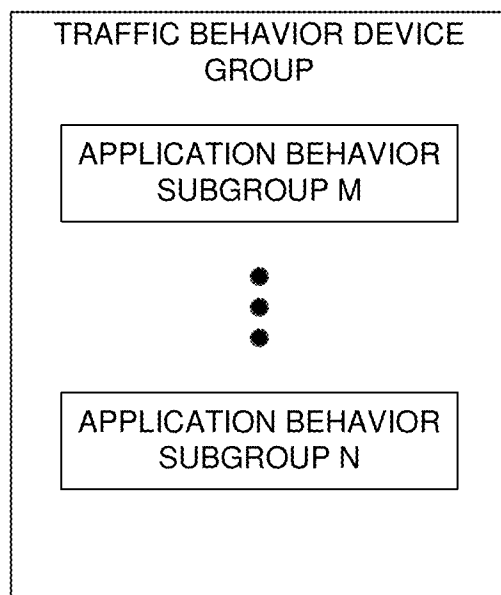 TRAFFIC BEHAVIOR DEVICE
GROUP
APPLICATION BEHAVIOR
SUBGROUP M
APPLICATION BEHAVIOR
SUBGROUP N